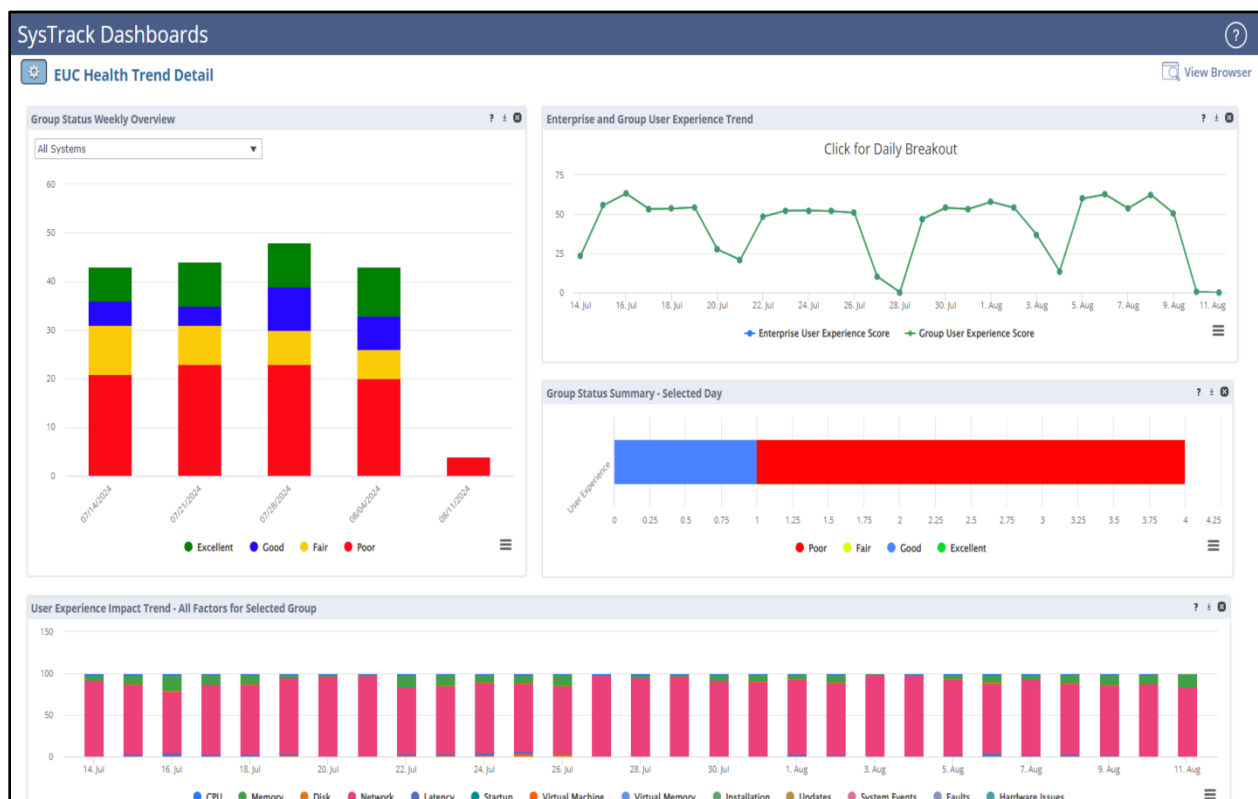 SysTrack Dashboards
?
EUC Health Trend Detail
View Browser
Group Status Weekly Overview
?
All Systems
60
50
40
30
20
10
0
07/14/2024
07/21/2024
07/28/2024
08/04/2024
08/11/2024
Excellent Good Fair Poor
Enterprise and Group User Experience Trend
?
Click for Daily Breakout
75
50
25
0
14. Jul 16. Jul 18. Jul 20. Jul 22. Jul 24. Jul 26. Jul 28. Jul 30. Jul 1. Aug 3. Aug 5. Aug 7. Aug 9. Aug 11. Aug
Enterprise User Experience Score Group User Experience Score
Group Status Summary - Selected Day
?
User Experience
0 0.25 0.5 0.75 1 1.25 1.5 1.75 2 2.25 2.5 2.75 3 3.25 3.5 3.75 4 4.25
Poor Fair Good Excellent
User Experience Impact Trend - All Factors for Selected Group
?
150
100
50
0
14. Jul 16. Jul 18. Jul 20. Jul 22. Jul 24. Jul 26. Jul 28. Jul 30. Jul 1. Aug 3. Aug 5. Aug 7. Aug 9. Aug 11. Aug
CPU Memory Disk Network Latency Startup Virtual Machine Virtual Memory Installation Updates System Events Faults Hardware Issues